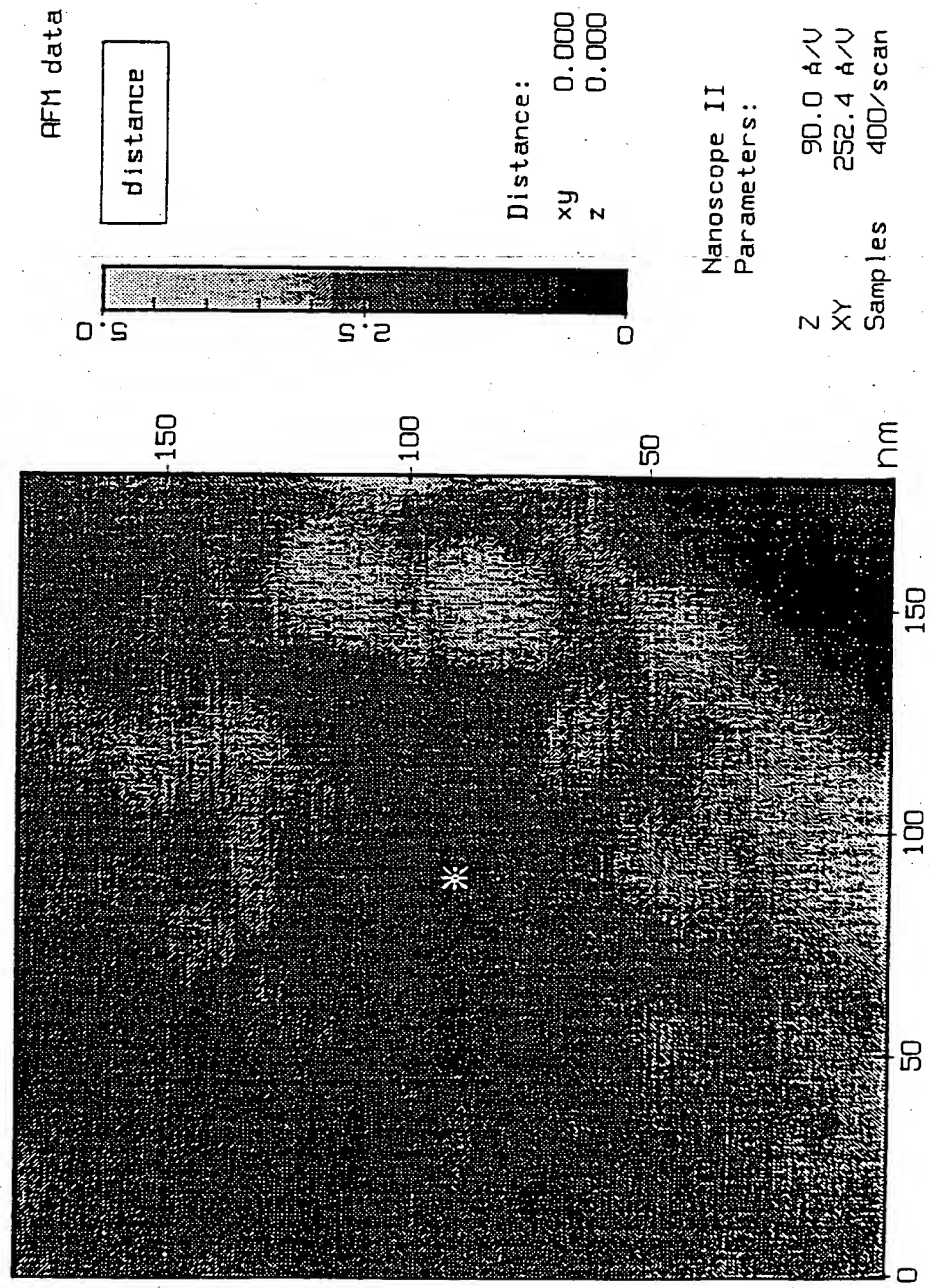 AFM data
distance
5.0
2.5
0
Distance:
xy 0.000
z 0.000
Nanoscope II
Parameters:
Z 90.0 Å/V
XY 252.4 Å/V
Samples 400/scan
150
100
50
nm
0
50
100
150